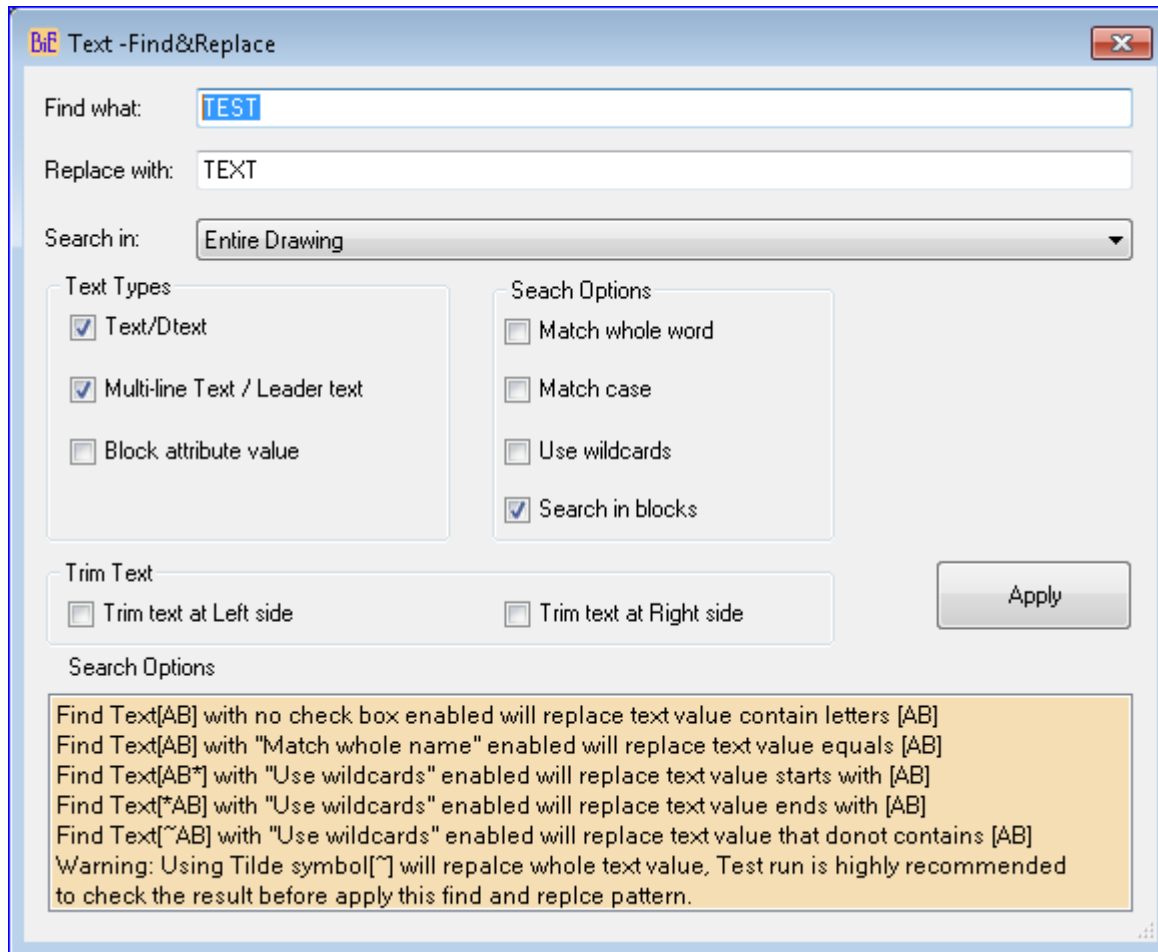 BiE Text -Find&Replace
Find what: TEST
Replace with: TEXT
Search in: Entire Drawing
Text Types
Text/Dtext
Multi-line Text / Leader text
Block attribute value
Seach Options
Match whole word
Match case
Use wildcards
Search in blocks
Trim Text
Trim text at Left side
Trim text at Right side
Apply
Search Options
Find Text[AB] with no check box enabled will replace text value contain letters [AB]
Find Text[AB] with "Match whole name" enabled will replace text value equals [AB]
Find Text[AB*] with "Use wildcards" enabled will replace text value starts with [AB]
Find Text[*AB] with "Use wildcards" enabled will replace text value ends with [AB]
Find Text[~AB] with "Use wildcards" enabled will replace text value that donot contains [AB]
Warning: Using Tilde symbol[~] will repalce whole text value, Test run is highly recommended
to check the result before apply this find and replce pattern.